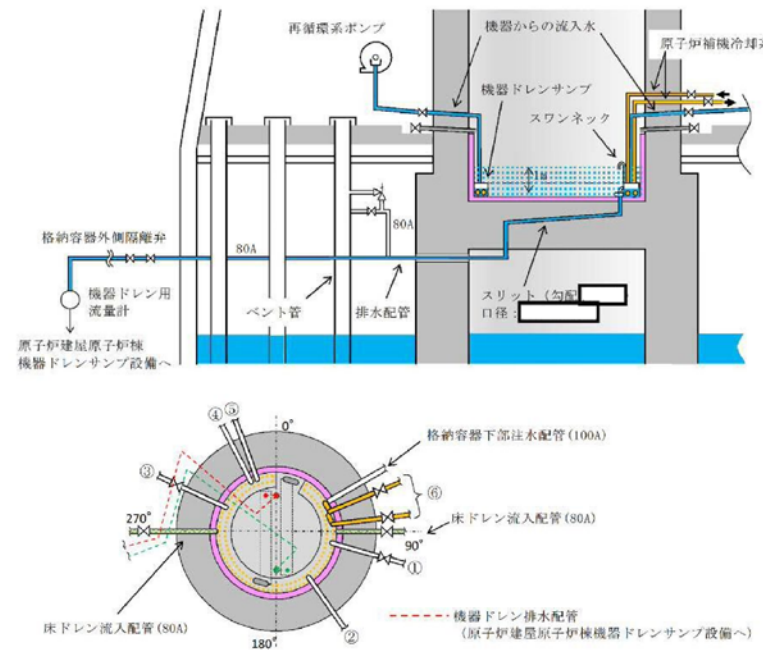 再循環系ポンプ
機器からの流入水
原子炉補機冷却系
機器ドレンサンプ
スワンネック
1m
80A
格納容器外側隔離弁
80A
機器ドレン用
流量計
ベント管
排水配管
スリット(勾配
口径:
原子炉建屋原子炉棟
機器ドレンサンプ設備へ
④
⑤
0°
格納容器下部注水配管(100A)
③
⑥
270°
床ドレン流入配管(80A)
90°
①
床ドレン流入配管(80A)
②
180°
機器ドレン排水配管
(原子炉建屋原子炉棟機器ドレンサンプ設備へ)